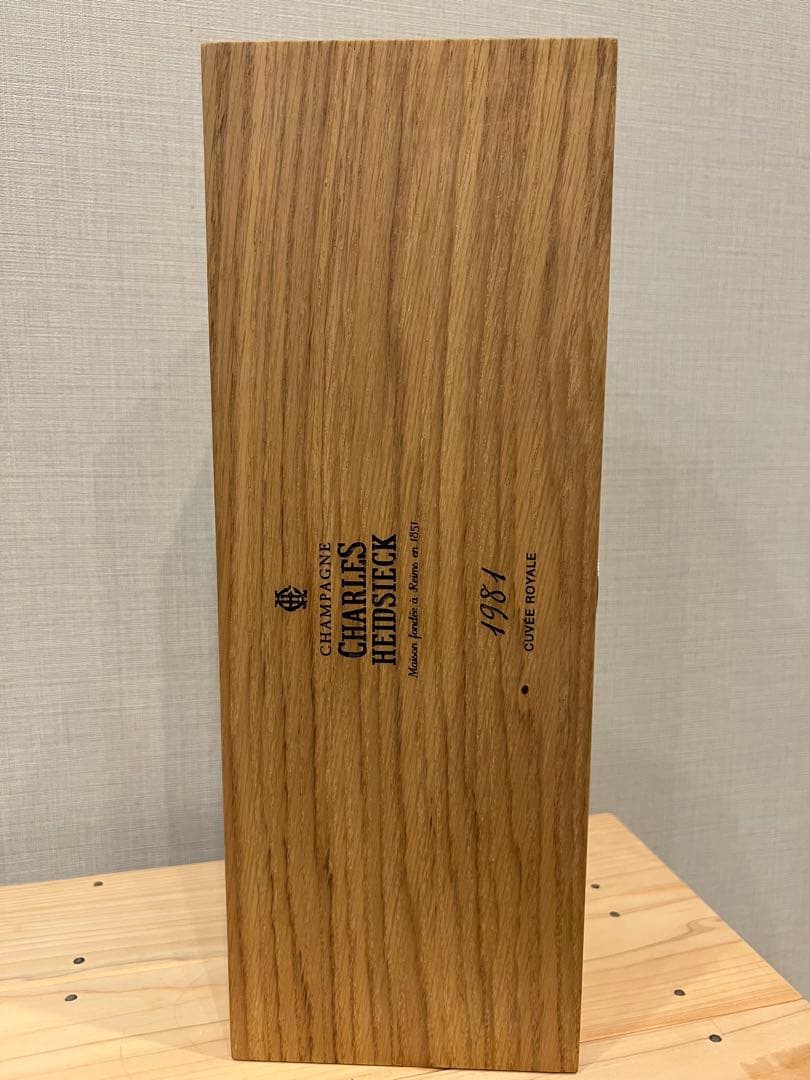 CHAMPAGNE
CHARLES
HEIDSIECK
Maison fondée à Reims en 1851
1981
CUVÉE ROYALE